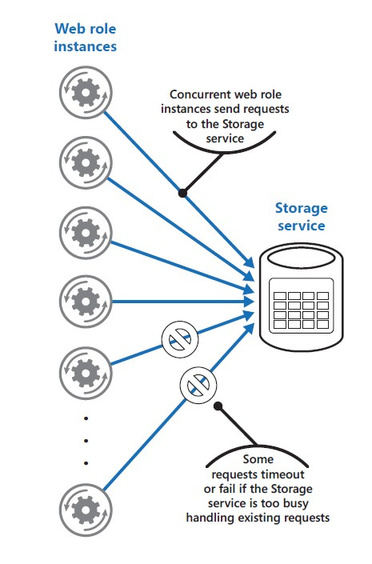 Web role
instances
Concurrent web role
instances send requests
to the Storage
service
Storage
service
Some
requests timeout
or fail if the Storage
service is too busy
handling existing requests